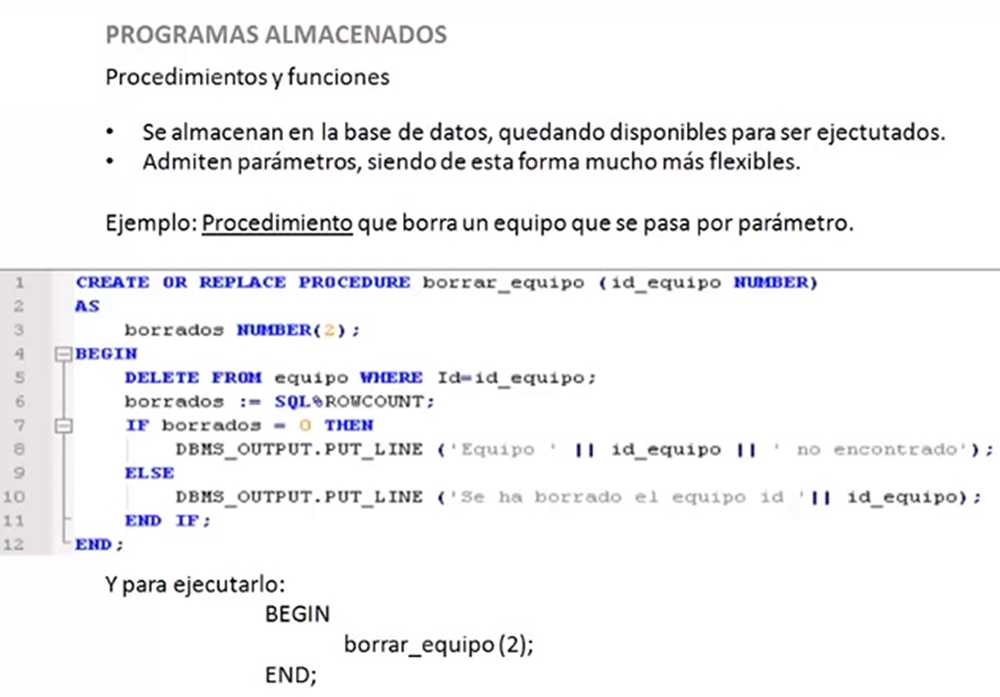 PROGRAMAS ALMACENADOS
Procedimientos y funciones
• Se almacenan en la base de datos, quedando disponibles para ser ejectutados.
• Admiten parámetros, siendo de esta forma mucho más flexibles.
Ejemplo: Procedimiento que borra un equipo que se pasa por parámetro.
1 CREATE OR REPLACE PROCEDURE borrar_equipo (id_equipo NUMBER)
2 AS
3 borrados NUMBER(2);
4 BEGIN
5 DELETE FROM equipo WHERE Id=id_equipo;
6 borrados := SQL%ROWCOUNT;
7 IF borrados = 0 THEN
8 DBMS_OUTPUT.PUT_LINE ('Equipo ' || id_equipo || ' no encontrado');
9 ELSE
10 DBMS_OUTPUT.PUT_LINE ('Se ha borrado el equipo id '|| id_equipo);
11 END IF;
12 END;
Y para ejecutarlo:
BEGIN
borrar_equipo (2);
END;